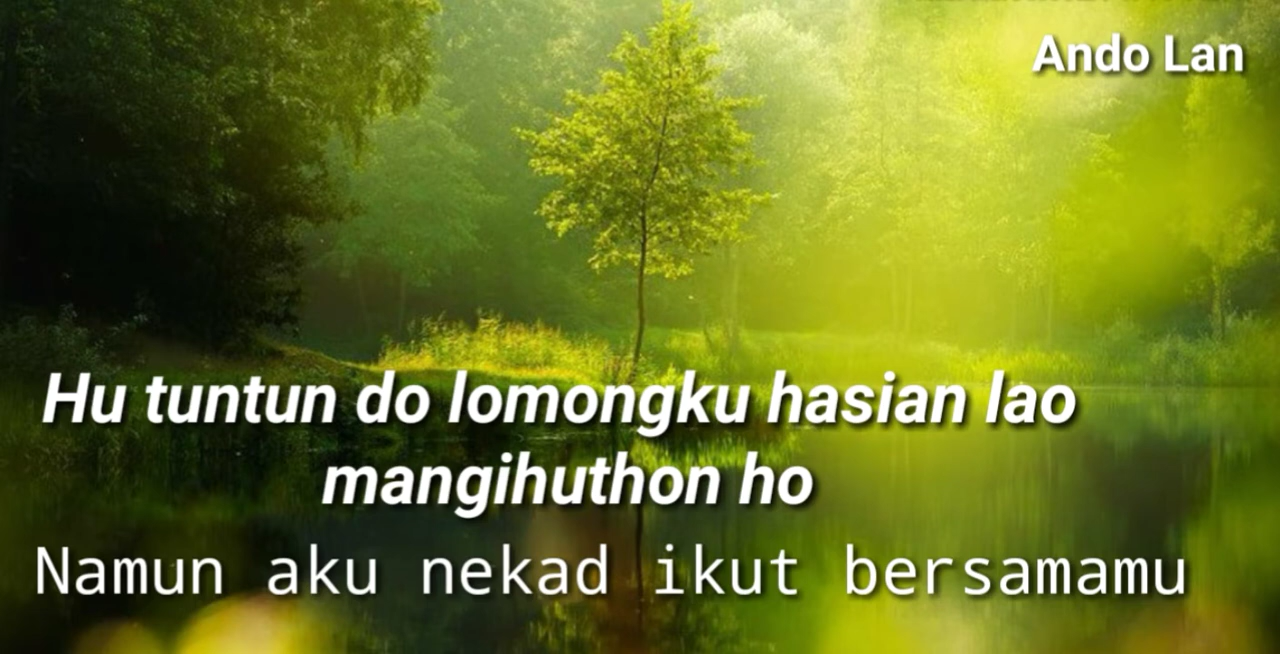 Ando Lan
Hu tuntun do lomongku hasian lao
mangihuthon ho
Namun aku nekad ikut bersamamu